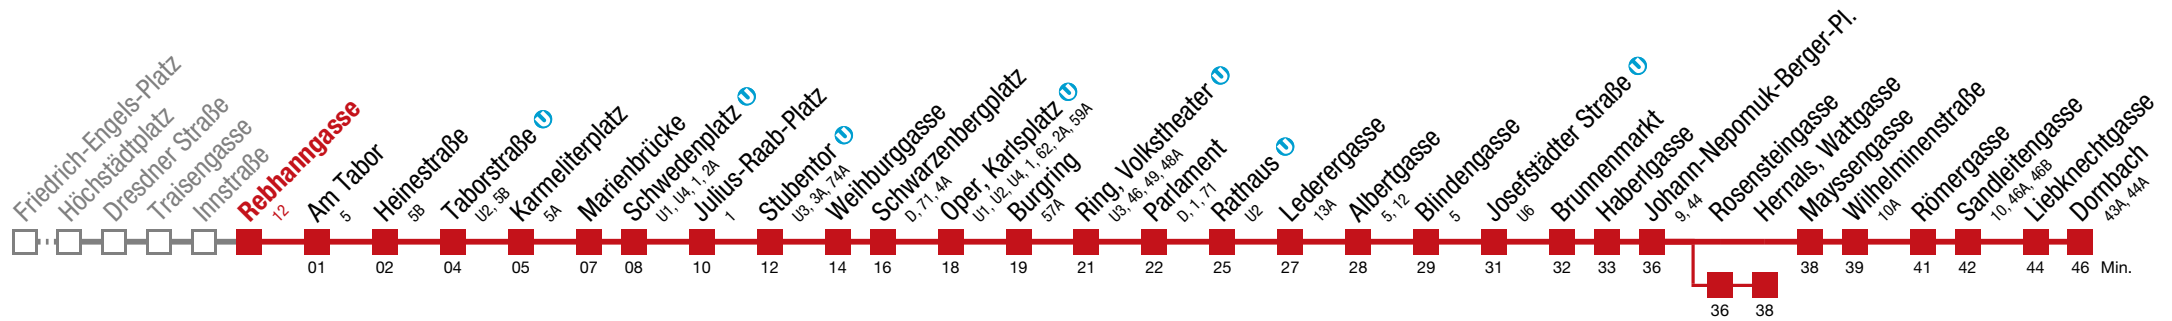 Friedrich-Engels-Platz
Höchstädtplatz
Dresdner Straße
Traisengasse
Innstraße
Rebhanngasse
12
Am Tabor
5
Heinestraße
5B
Taborstraße U
U2, 5B
Karmeliterplatz
5A
Marienbrücke
Schwedenplatz U
U1, U4, 1, 2A
Julius-Raab-Platz
1
Stubentor U
U3, 3A, 74A
Weihburggasse
Schwarzenbergplatz
D, 71, 4A
Oper, Karlsplatz U
U1, U2, U4, 1, 62, 2A, 59A
Burgring
57A
Ring, Volkstheater U
U3, 46, 49, 48A
Parlament
D, 1, 71
Rathaus U
U2
Lederergasse
13A
Albertgasse
5, 12
Blindengasse
5
Josefstädter Straße U
U6
Brunnenmarkt
Haberlgasse
Johann-Nepomuk-Berger-Pl.
9, 44
Rosensteingasse
Hernals, Wattgasse
Mayssengasse
Wilhelminenstraße
10A
Römergasse
Sandleitengasse
10, 46A, 46B
Liebknechtgasse
Dornbach
43A, 44A
01 02 04 05 07 08 10 12 14 16 18 19 21 22 25 27 28 29 31 32 33 36 38 39 41 42 44 46 Min.
36 38